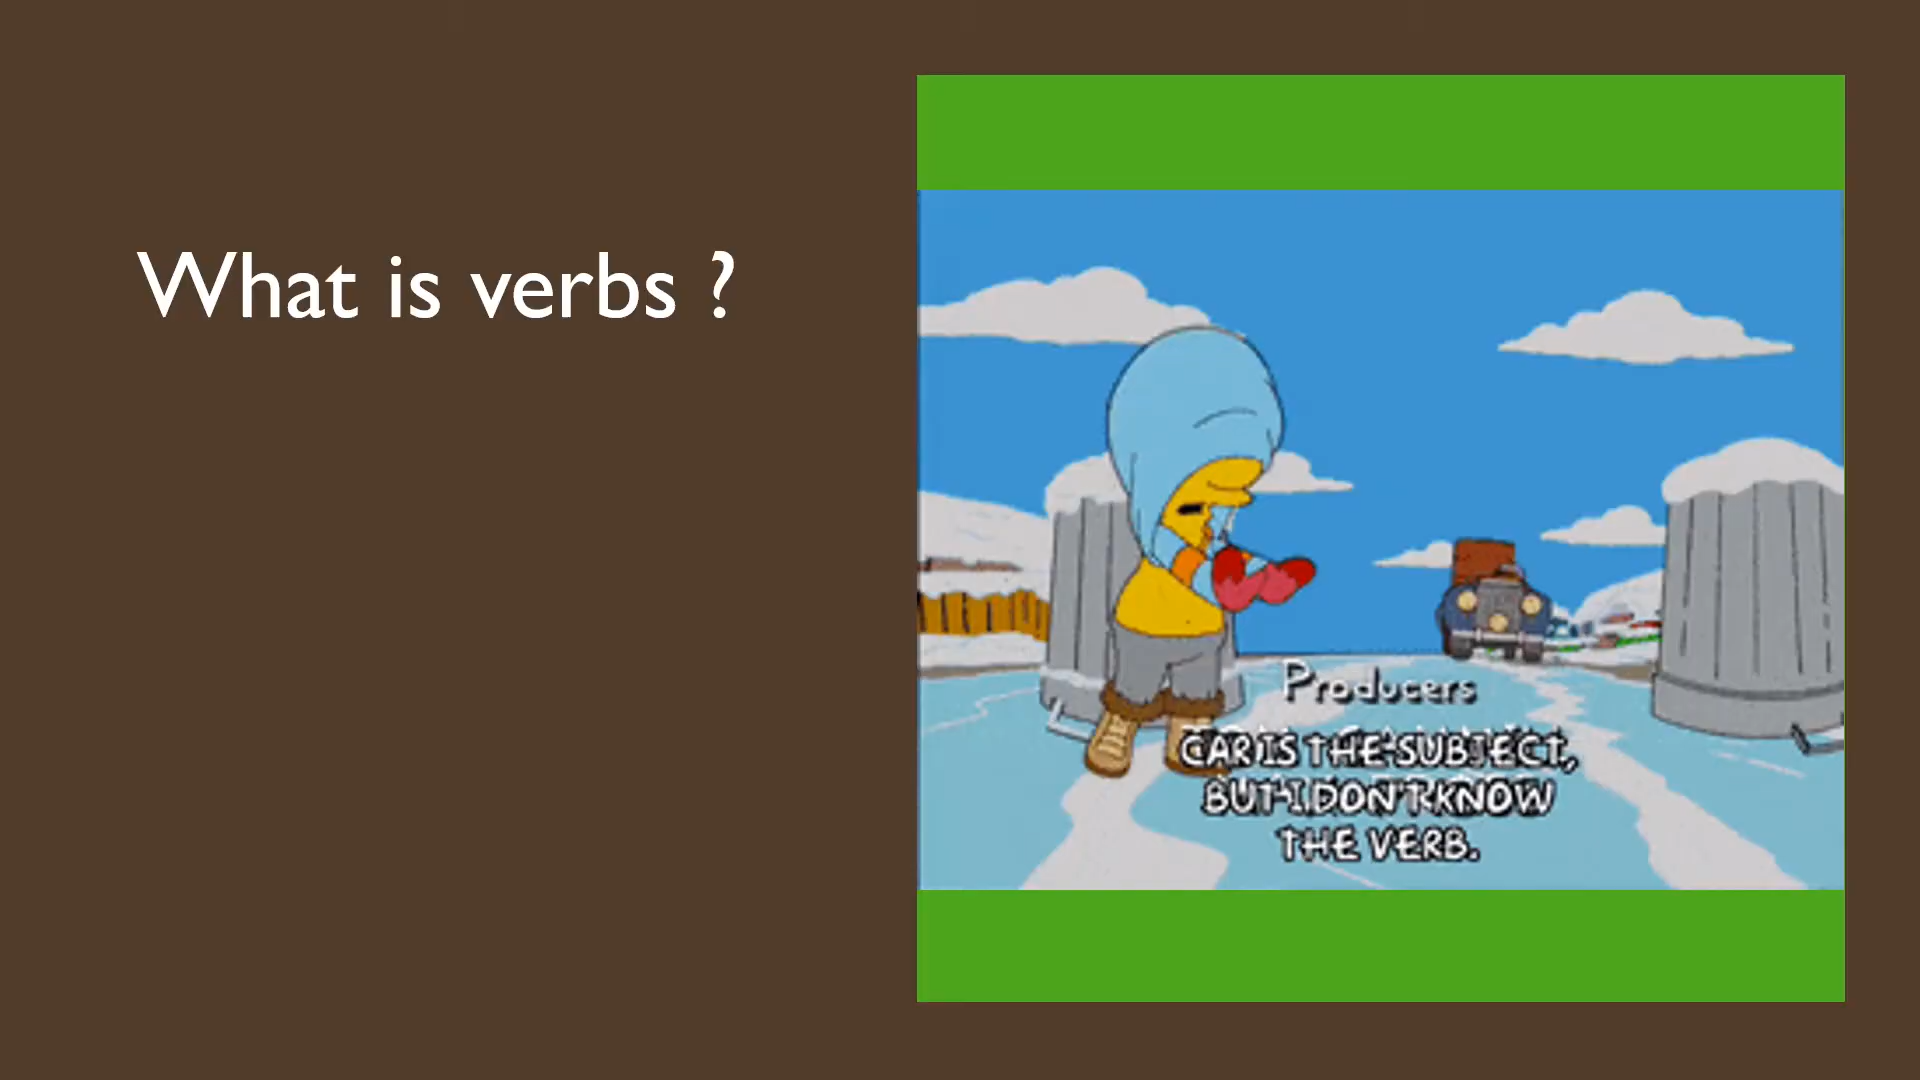 What is verbs ?
Producers
CAR IS THE SUBJECT,
BUT I DON'T KNOW
THE VERB.